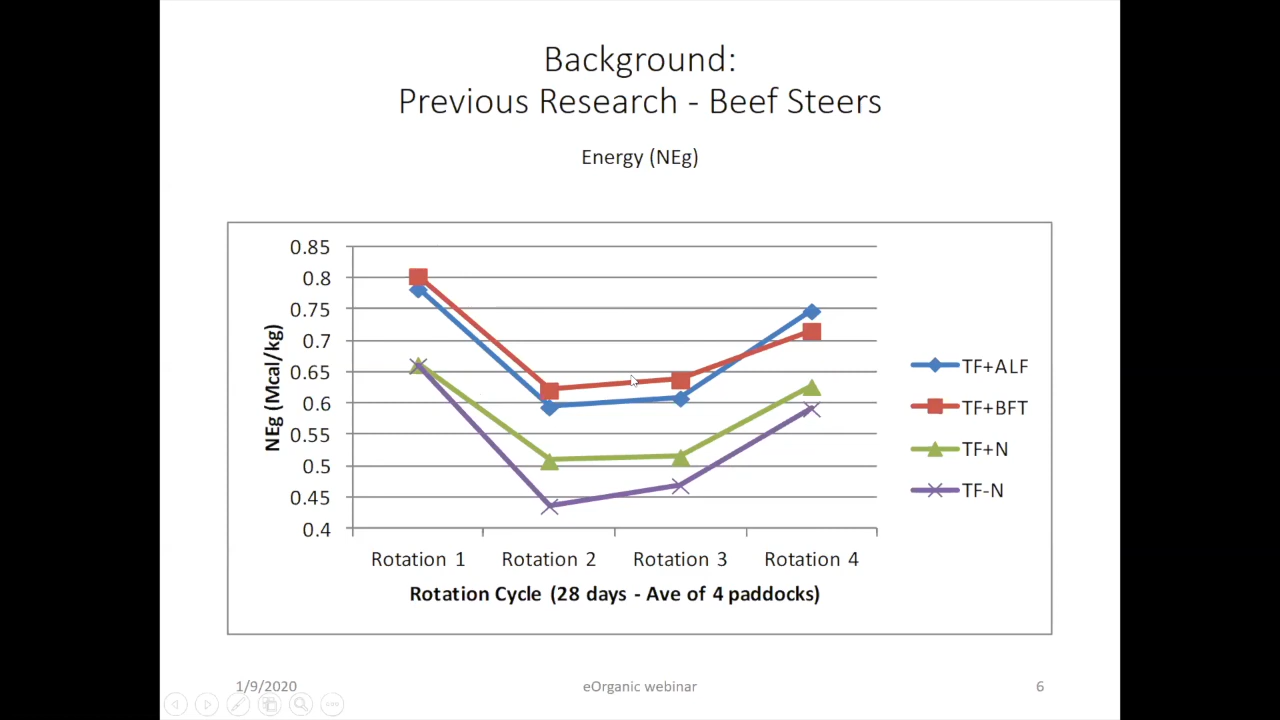 Background:
Previous Research - Beef Steers
Energy (NEg)
0.85
0.8
0.75
0.7
0.65
0.6
0.55
0.5
0.45
0.4
NEg (Mcal/kg)
Rotation 1
Rotation 2
Rotation 3
Rotation 4
Rotation Cycle (28 days - Ave of 4 paddocks)
TF+ALF
TF+BFT
TF+N
TF-N
1/9/2020
eOrganic webinar
6